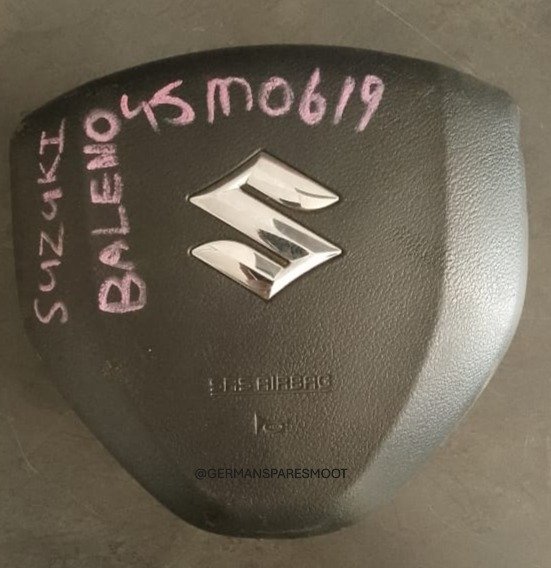 45M0619
SUZUKI
BALENO
SRS AIRBAG
@GERMANSPARESMOOT